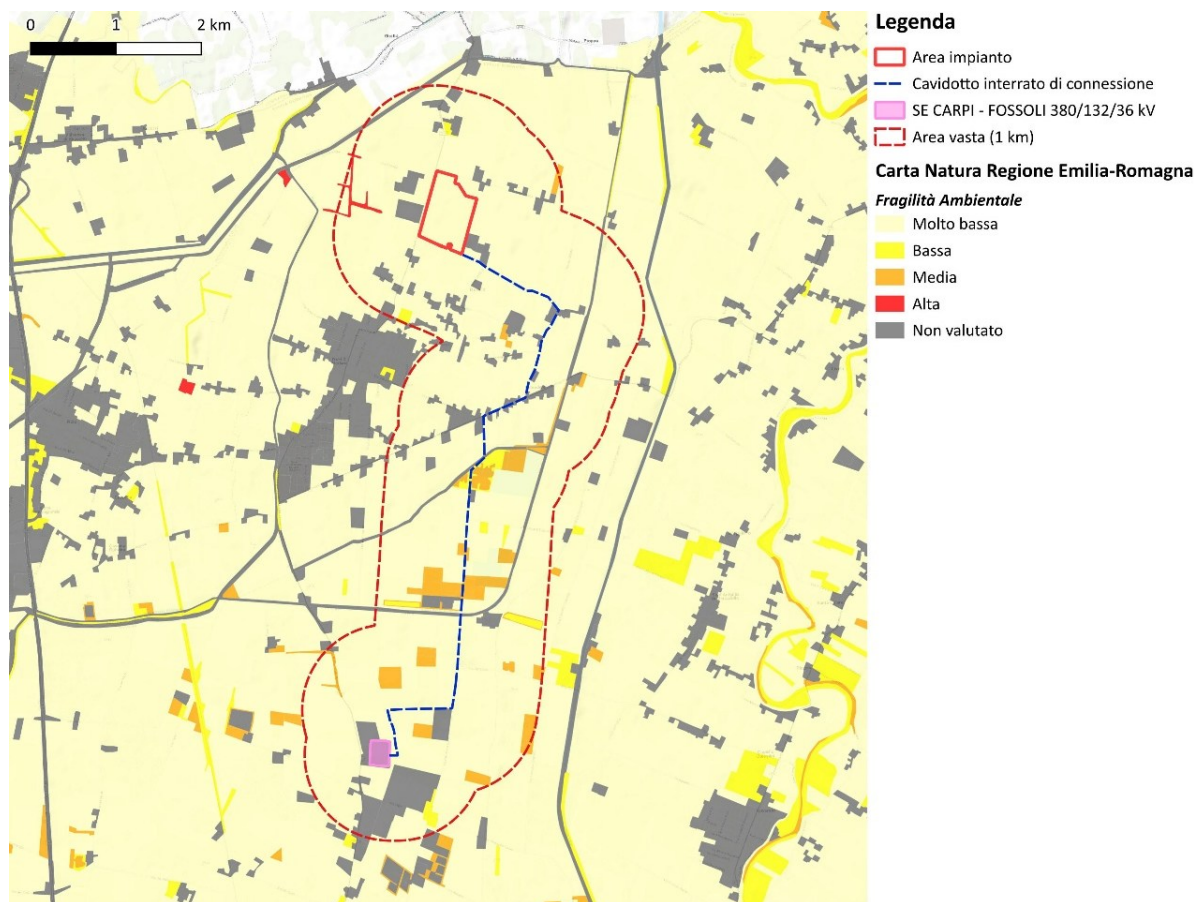 0 1 2 km
Legenda
Area impianto
Cavidotto interrato di connessione
SE CARPI - FOSSOLI 380/132/36 kV
Area vasta (1 km)
Carta Natura Regione Emilia-Romagna
Fragilità Ambientale
Molto bassa
Bassa
Media
Alta
Non valutato